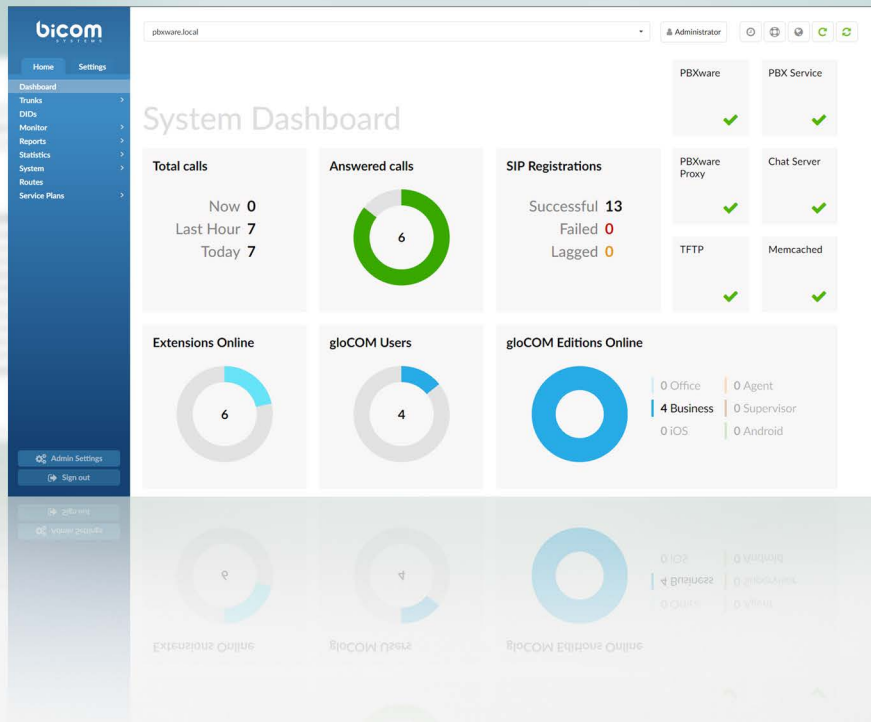 bicom
SYSTEMS
Home Settings
Dashboard
Trunks
DIDs
Monitor
Reports
Statistics
System
Routes
Service Plans
Admin Settings
Sign out
pbxware.local
Administrator
System Dashboard
PBXware
PBX Service
PBXware
Proxy
Chat Server
TFTP
Memcached
Total calls
Now 0
Last Hour 7
Today 7
Answered calls
6
SIP Registrations
Successful 13
Failed 0
Lagged 0
Extensions Online
6
gloCOM Users
4
gloCOM Editions Online
0 Office 0 Agent
4 Business 0 Supervisor
0 iOS 0 Android